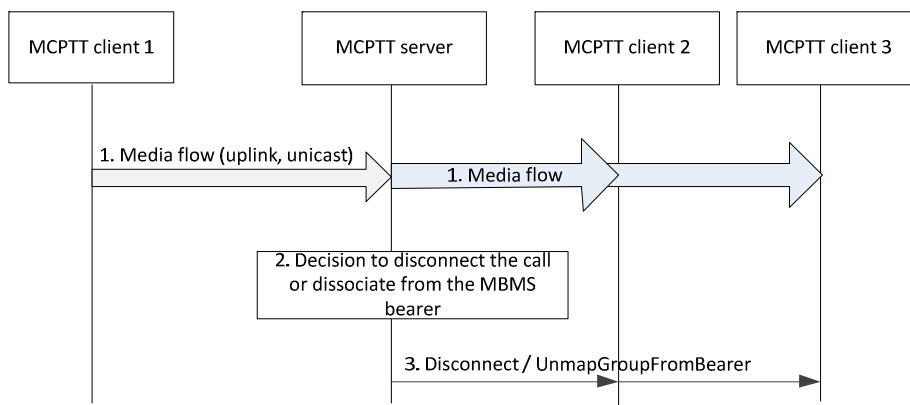 MCPTT client 1
MCPTT server
MCPTT client 2
MCPTT client 3
1. Media flow (uplink, unicast)
1. Media flow
2. Decision to disconnect the call
or dissociate from the MBMS
bearer
3. Disconnect / UnmapGroupFromBearer